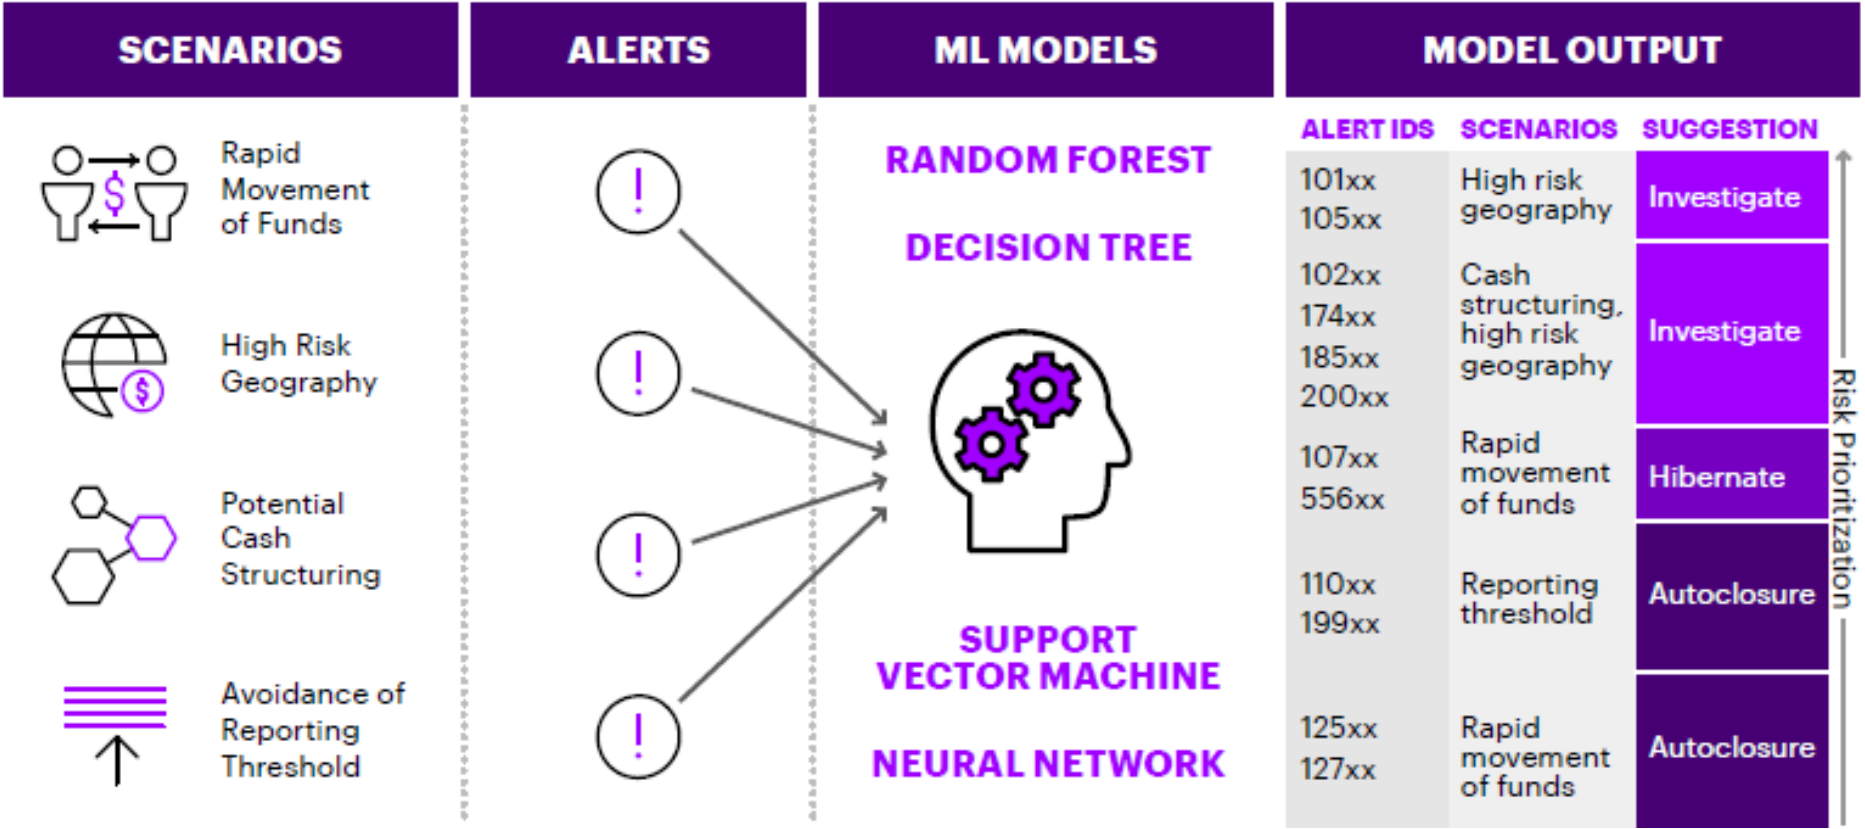 SCENARIOS
ALERTS
ML MODELS
MODEL OUTPUT
Rapid
Movement
of Funds
High Risk
Geography
Potential
Cash
Structuring
Avoidance of
Reporting
Threshold
!
!
!
!
RANDOM FOREST
DECISION TREE
SUPPORT
VECTOR MACHINE
NEURAL NETWORK
ALERT IDS SCENARIOS SUGGESTION
101xx
105xx
High risk
geography
Investigate
102xx
174xx
185xx
200xx
Cash
structuring,
high risk
geography
Investigate
107xx
556xx
Rapid
movement
of funds
Hibernate
110xx
199xx
Reporting
threshold
Autoclosure
125xx
127xx
Rapid
movement
of funds
Autoclosure
Risk Prioritization
$
$